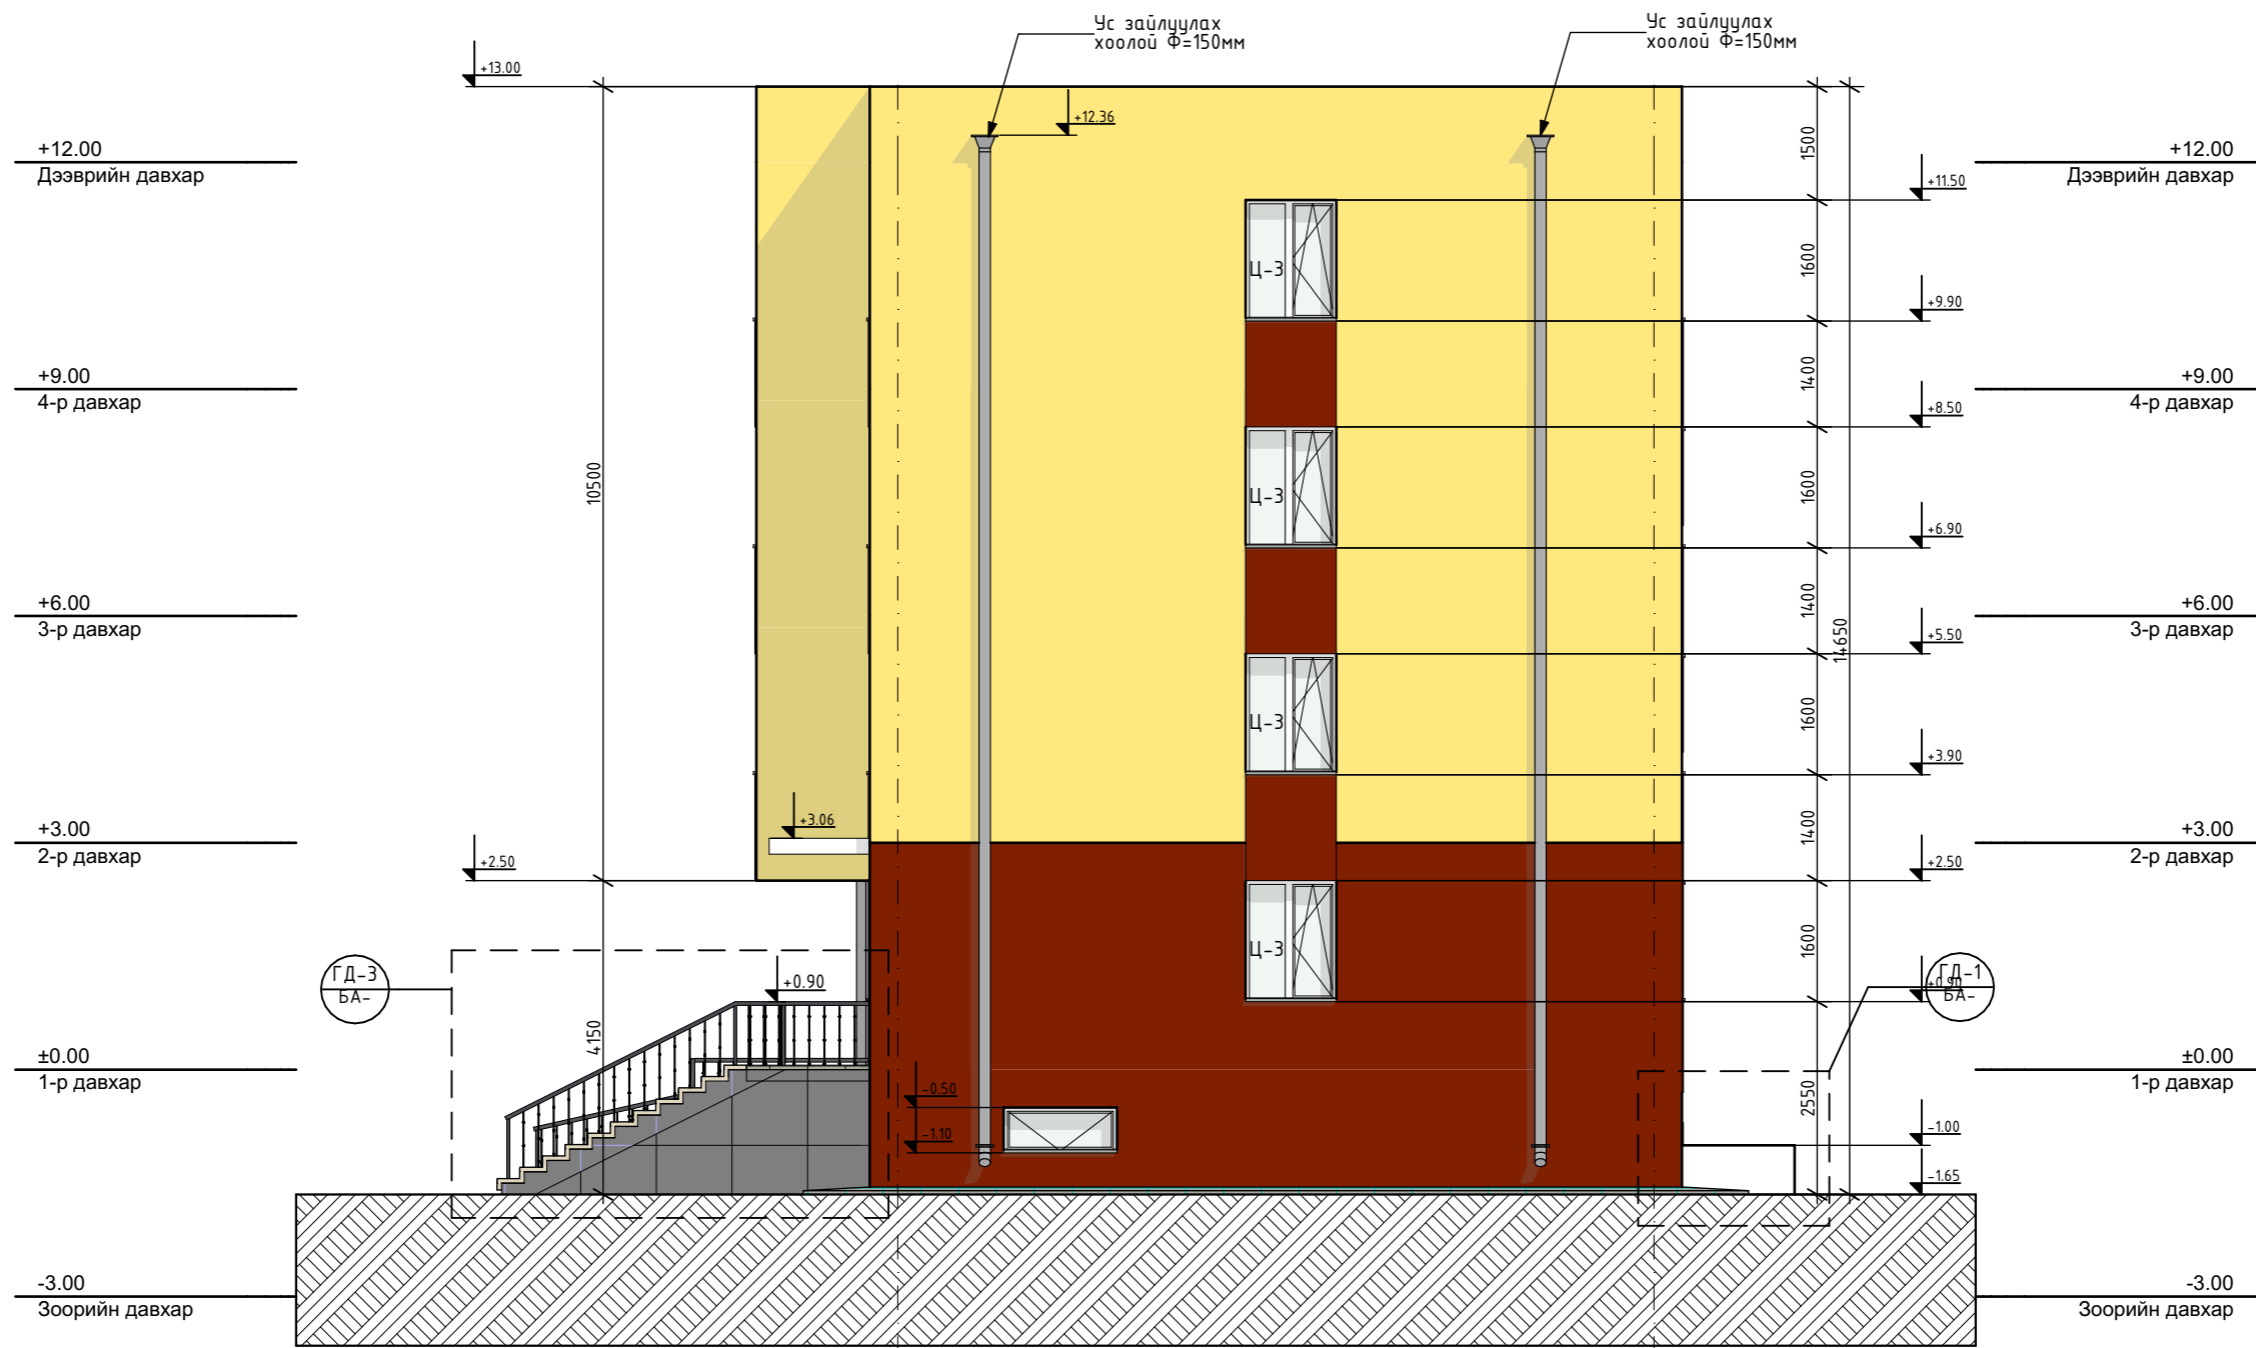 Ус зайлуулах
хоолой Ф=150мм
Ус зайлуулах
хоолой Ф=150мм
+13.00
+12.36
+12.00
Дээврийн давхар
+12.00
Дээврийн давхар
1500
+11.50
Ц-3
1600
+9.90
+9.00
4-р давхар
1400
+9.00
4-р давхар
+8.50
10500
Ц-3
1600
+6.90
+6.00
3-р давхар
1400
+6.00
3-р давхар
+5.50
14650
Ц-3
1600
+3.90
+3.06
+3.00
2-р давхар
1400
+3.00
2-р давхар
+2.50
+2.50
Ц-3
1600
ГД-3
БА-
+0.90
+0.90
ГД-1
БА-
4150
±0.00
1-р давхар
±0.00
1-р давхар
-0.50
2550
-1.10
-1.00
-1.65
-3.00
Зоорийн давхар
-3.00
Зоорийн давхар